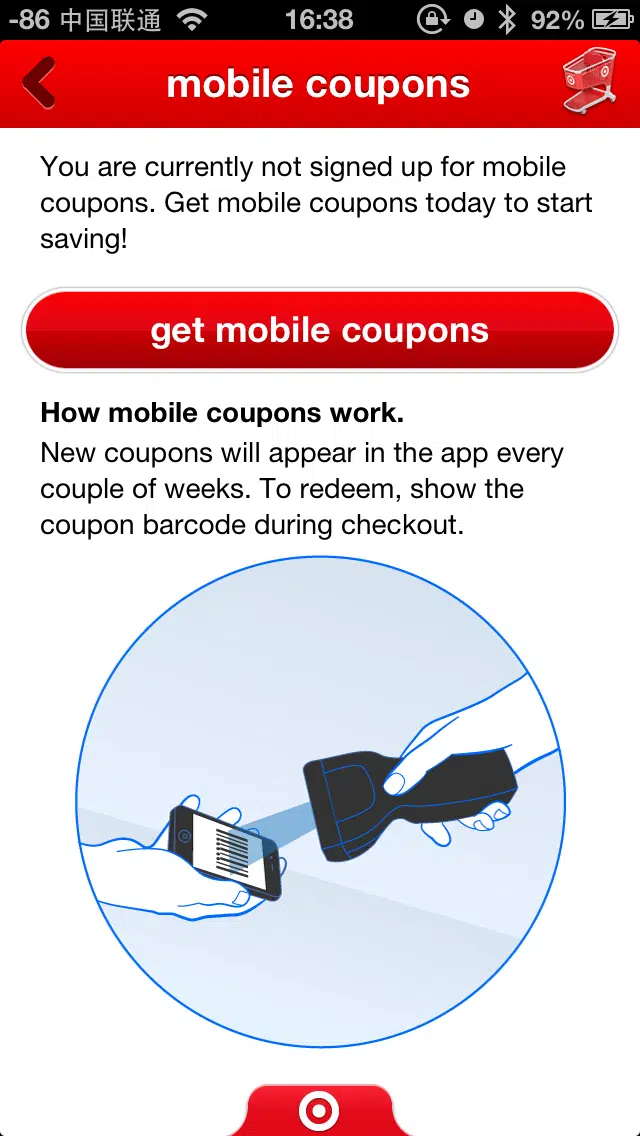 -86 中国联通 16:38 92%
mobile coupons
You are currently not signed up for mobile
coupons. Get mobile coupons today to start
saving!
get mobile coupons
How mobile coupons work.
New coupons will appear in the app every
couple of weeks. To redeem, show the
coupon barcode during checkout.